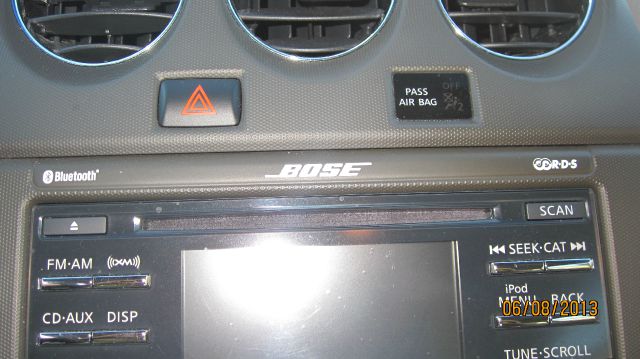 PASS OFF
AIR BAG
Bluetooth
BOSE
R·D·S
SCAN
FM·AM
((XM))
SEEK·CAT
iPod
MENU
BACK
CD·AUX
DISP
06/08/2013
TUNE·SCROLL